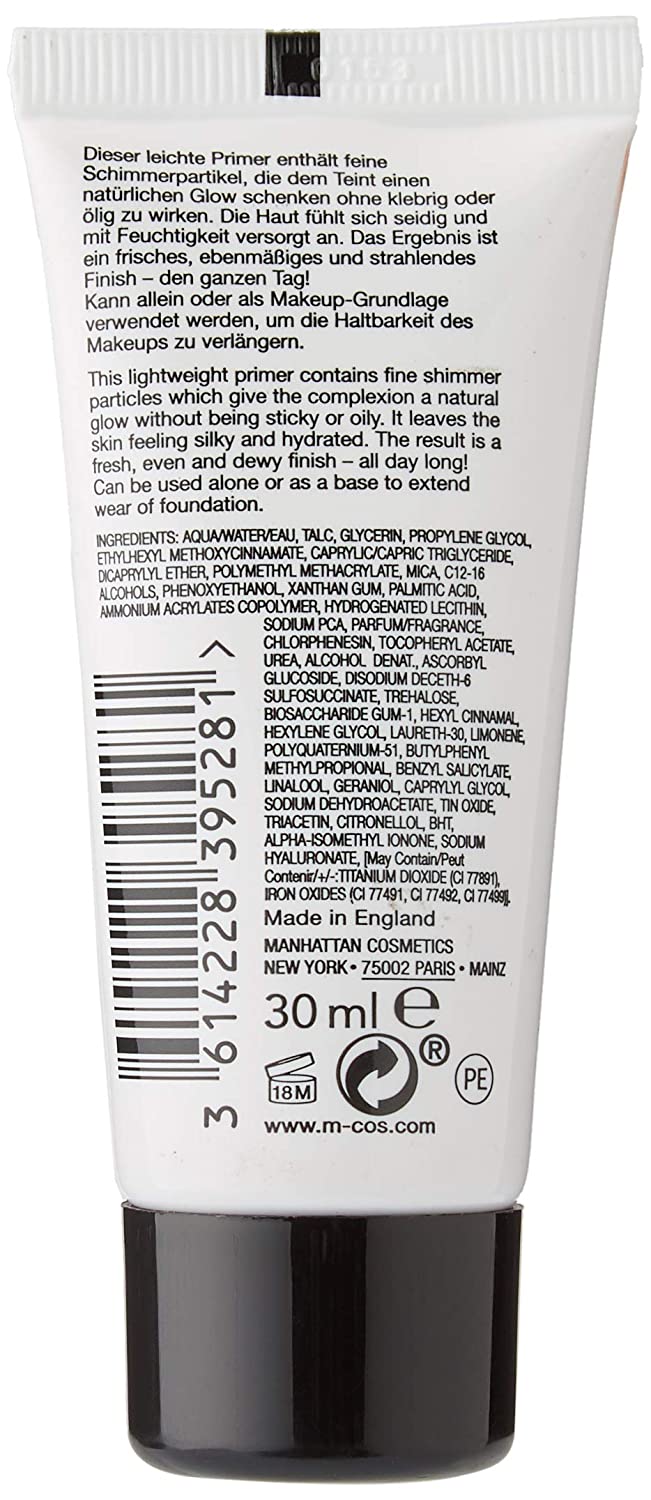 0153
Dieser leichte Primer enthält feine
Schimmerpartikel, die dem Teint einen
natürlichen Glow schenken ohne klebrig oder
ölig zu wirken. Die Haut fühlt sich seidig und
mit Feuchtigkeit versorgt an. Das Ergebnis ist
ein frisches, ebenmäßiges und strahlendes
Finish – den ganzen Tag!
Kann allein oder als Makeup-Grundlage
verwendet werden, um die Haltbarkeit des
Makeups zu verlängern.
This lightweight primer contains fine shimmer
particles which give the complexion a natural
glow without being sticky or oily. It leaves the
skin feeling silky and hydrated. The result is a
fresh, even and dewy finish – all day long!
Can be used alone or as a base to extend
wear of foundation.
INGREDIENTS: AQUA/WATER/EAU, TALC, GLYCERIN, PROPYLENE GLYCOL,
ETHYLHEXYL METHOXYCINNAMATE, CAPRYLIC/CAPRIC TRIGLYCERIDE,
DICAPRYLYL ETHER, POLYMETHYL METHACRYLATE, MICA, C12-16
ALCOHOLS, PHENOXYETHANOL, XANTHAN GUM, PALMITIC ACID,
AMMONIUM ACRYLATES COPOLYMER, HYDROGENATED LECITHIN,
SODIUM PCA, PARFUM/FRAGRANCE,
CHLORPHENESIN, TOCOPHERYL ACETATE,
UREA, ALCOHOL DENAT., ASCORBYL
GLUCOSIDE, DISODIUM DECETH-6
SULFOSUCCINATE, TREHALOSE,
BIOSACCHARIDE GUM-1, HEXYL CINNAMAL,
HEXYLENE GLYCOL, LAURETH-30, LIMONENE,
POLYQUATERNIUM-51, BUTYLPHENYL
METHYLPROPIONAL, BENZYL SALICYLATE,
LINALOOL, GERANIOL, CAPRYLYL GLYCOL,
SODIUM DEHYDROACETATE, TIN OXIDE,
TRIACETIN, CITRONELLOL, BHT,
ALPHA-ISOMETHYL IONONE, SODIUM
HYALURONATE, [May Contain/Peut
Contenir/+/-:TITANIUM DIOXIDE (CI 77891),
IRON OXIDES (CI 77491, CI 77492, CI 77499)].
Made in England
MANHATTAN COSMETICS
NEW YORK • 75002 PARIS • MAINZ
3 614228 395281 >
30 ml e
18M
®
PE
www.m-cos.com